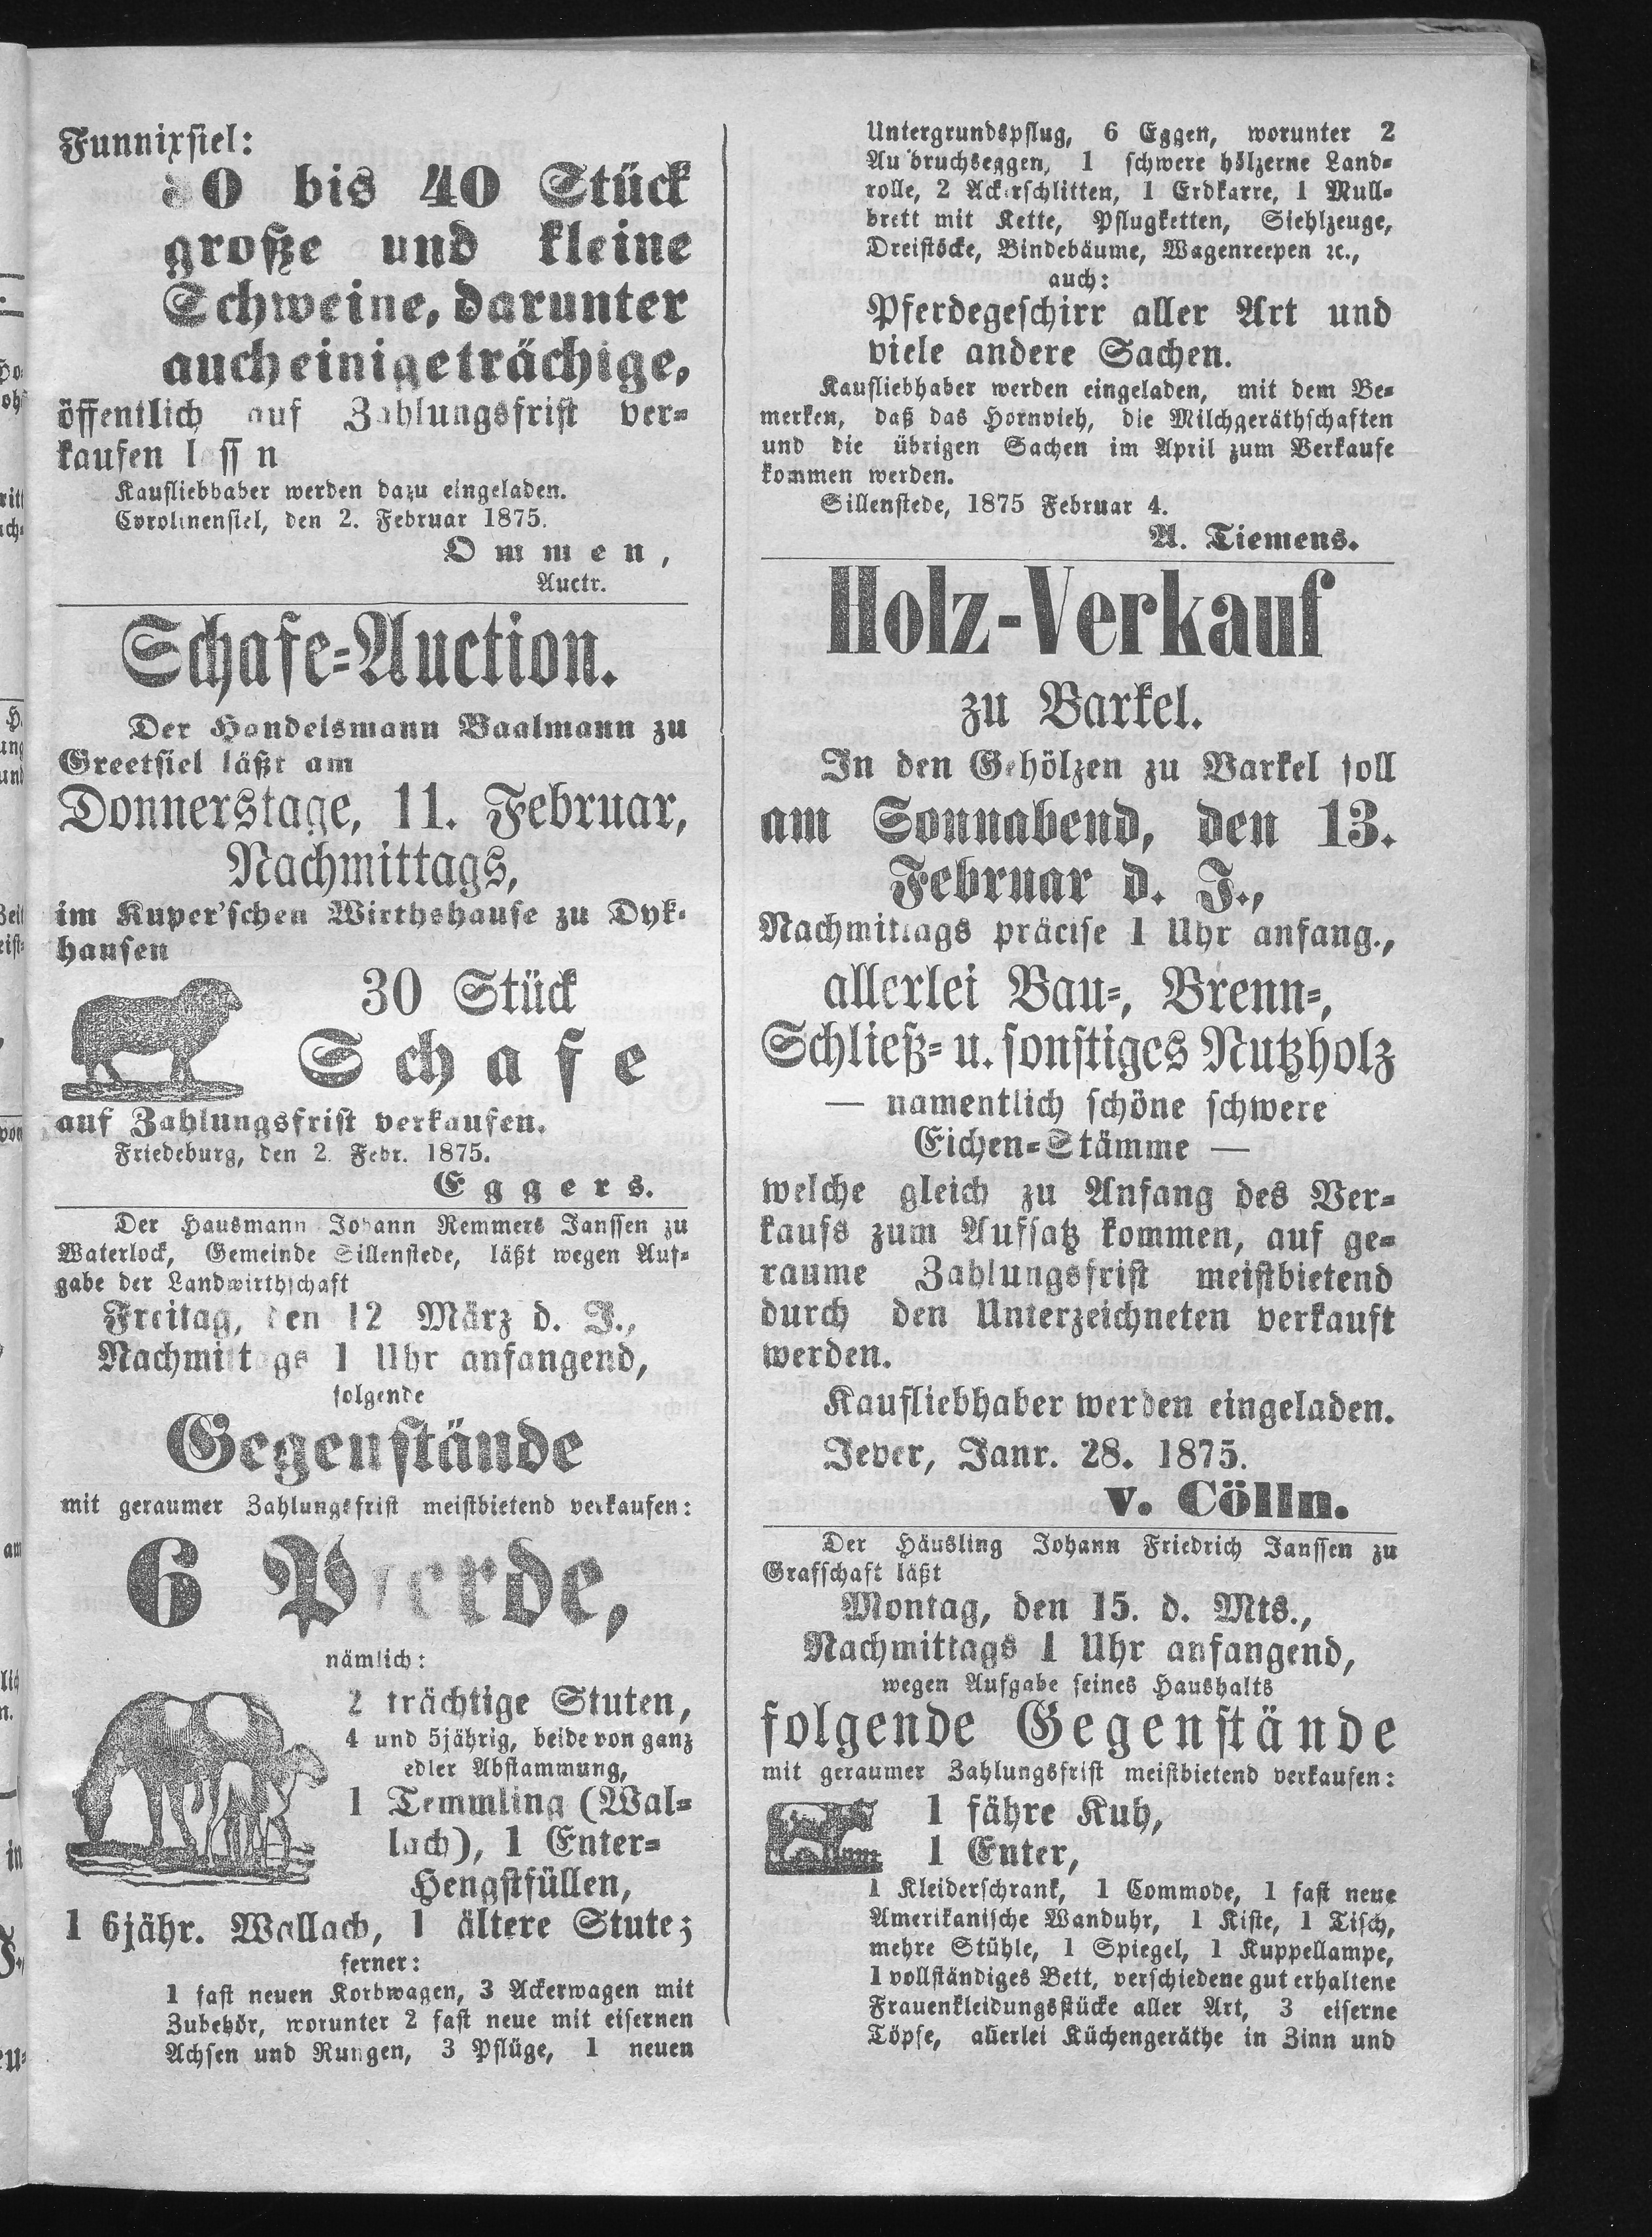 Funnixsiel:
bis 40 Stück
große und kleine
Schweine, darunter
auch einige trächige,
öffentlich auf Zahlungsfrist ver-
kaufen
Kaufliebhaber werden dazu eingeladen.
Carolinensiel, den 2. Februar 1875.
Ommen,
Auctr.
Schafe-Auction.
Der Handelsmann Baalmann zu
Greetsiel läßt am
Donnerstage, 11. Februar,
Nachmittags,
im Kuper'schen Wirthshause zu Dyk-
hausen
30 Stück
Schafe
auf Zahlungsfrist verkaufen.
Friedeburg, den 2. Febr. 1875.
Eggers.
Der Hausmann Johann Remmers Janssen zu
Waterlock, Gemeinde Sillenstede, läßt wegen Auf-
gabe der Landwirthschaft
Freitag, den 12 März d. J.,
Nachmittags 1 Uhr anfangend,
folgende
Gegenstände
mit geraumer Zahlungsfrist meistbietend verkaufen:
6 Pferde,
nämlich:
2 trächtige Stuten,
4 und 5jährig, beide von ganz
edler Abstammung,
1 Temmling (Wal-
lach), 1 Enter-
Hengstfüllen,
1 6jähr. Wallach, 1 ältere Stute;
ferner:
1 fast neuen Korbwagen, 3 Ackerwagen mit
Zubehör, worunter 2 fast neue mit eisernen
Achsen und Rungen, 3 Pflüge, 1 neuen
Untergrundspflug, 6 Eggen, worunter 2
Aufbruchseggen, 1 schwere hölzerne Land-
rolle, 2 Ackerschlitten, 1 Erdkarre, 1 Mull-
brett mit Kette, Pflugketten, Siehlzeuge,
Dreistöcke, Bindebäume, Wagenreepen ꝛc.,
auch:
Pferdegeschirr aller Art und
viele andere Sachen.
Kaufliebhaber werden eingeladen, mit dem Be-
merken, daß das Hornvieh, die Milchgeräthschaften
und die übrigen Sachen im April zum Verkaufe
kommen werden.
Sillenstede, 1875 Februar 4.
A. Tiemens.
Holz-Verkauf
zu Barkel.
In den Gehölzen zu Barkel soll
am Sonnabend, den 13.
Februar d. J.,
Nachmittags präcise 1 Uhr anfang.,
allerlei Bau-, Brenn-,
Schließ- u. sonstiges Nutzholz
— namentlich schöne schwere
Eichen-Stämme —
welche gleich zu Anfang des Ver-
kaufs zum Aufsatz kommen, auf ge-
raume Zahlungsfrist meistbietend
durch den Unterzeichneten verkauft
werden.
Kaufliebhaber werden eingeladen.
Jever, Janr. 28. 1875.
v. Cölln.
Der Häusling Johann Friedrich Janssen zu
Grafschaft läßt
Montag, den 15. d. Mts.,
Nachmittags 1 Uhr anfangend,
wegen Aufgabe seines Haushalts
folgende Gegenstände
mit geraumer Zahlungsfrist meistbietend verkaufen:
1 fähre Kuh,
1 Enter,
1 Kleiderschrank, 1 Commode, 1 fast neue
Amerikanische Wanduhr, 1 Kiste, 1 Tisch,
mehre Stühle, 1 Spiegel, 1 Kuppellampe,
1 vollständiges Bett, verschiedene gut erhaltene
Frauenkleidungsstücke aller Art, 3 eiserne
Töpfe, allerlei Küchengeräthe in Zinn und